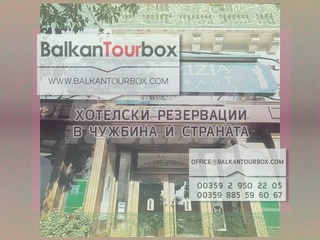 BalkanTourbox
WWW.BALKANTOURBOX.COM
ХОТЕЛСКИ РЕЗЕРВАЦИИ
В ЧУЖБИНА И СТРАНАТА
OFFICE@BALKANTOURBOX.COM
00359 2 950 22 05
00359 885 59 60 67